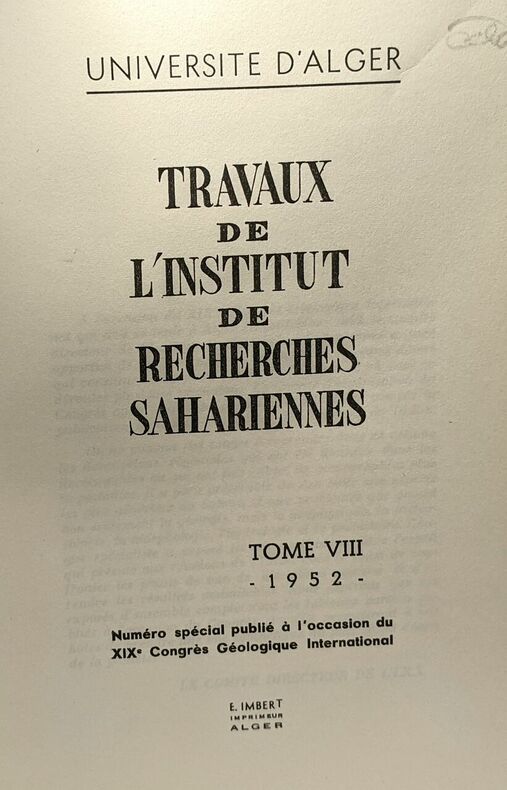 UNIVERSITE D'ALGER
TRAVAUX
DE
L'INSTITUT
DE
RECHERCHES
SAHARIENNES
TOME VIII
- 1952 -
Numéro spécial publié à l'occasion du
XIXe Congrès Géologique International
E. IMBERT
IMPRIMEUR
ALGER